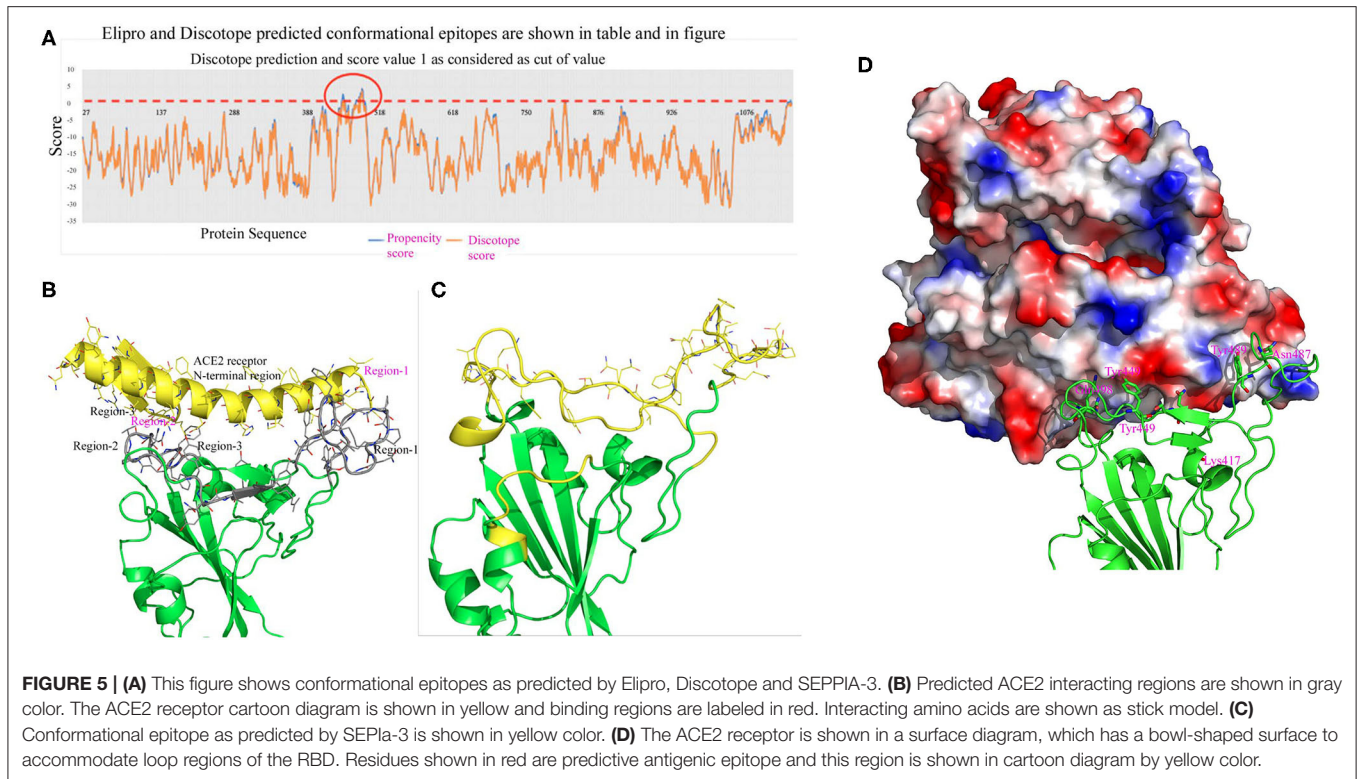 A
Elipro and Discotope predicted conformational epitopes are shown in table and in figure
Discotope prediction and score value 1 as considered as cut of value
10
5
0
-5
-10
-15
-20
-25
-30
-35
Score
27 137 288 388 518 618 750 876 926 1076
Protein Sequence
Propencity score
Discotope score
B
ACE2 receptor
N-terminal region
Region-1
Region-3
Region-2
Region-2
Region-3
Region-1
C
D
Tyr489
Asn487
Tyr449
Lys417
FIGURE 5 | (A) This figure shows conformational epitopes as predicted by Elipro, Discotope and SEPPIA-3. (B) Predicted ACE2 interacting regions are shown in gray
color. The ACE2 receptor cartoon diagram is shown in yellow and binding regions are labeled in red. Interacting amino acids are shown as stick model. (C)
Conformational epitope as predicted by SEPIa-3 is shown in yellow color. (D) The ACE2 receptor is shown in a surface diagram, which has a bowl-shaped surface to
accommodate loop regions of the RBD. Residues shown in red are predictive antigenic epitope and this region is shown in cartoon diagram by yellow color.